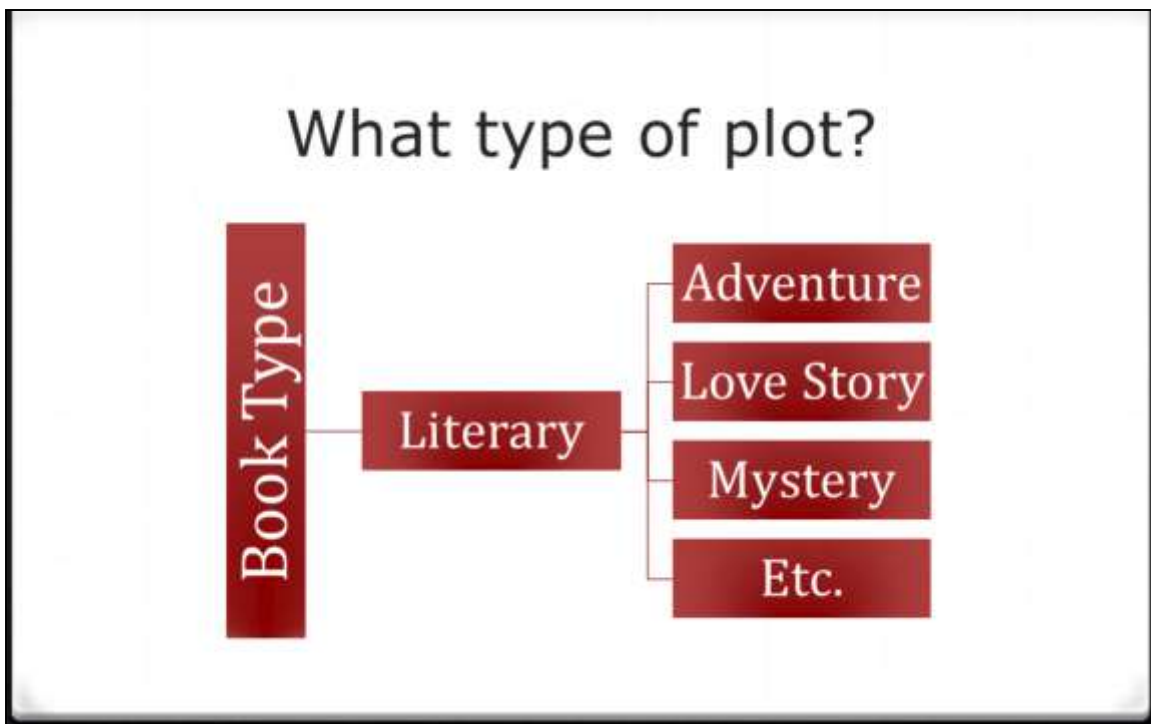 What type of plot?
Book Type
Literary
Adventure
Love Story
Mystery
Etc.